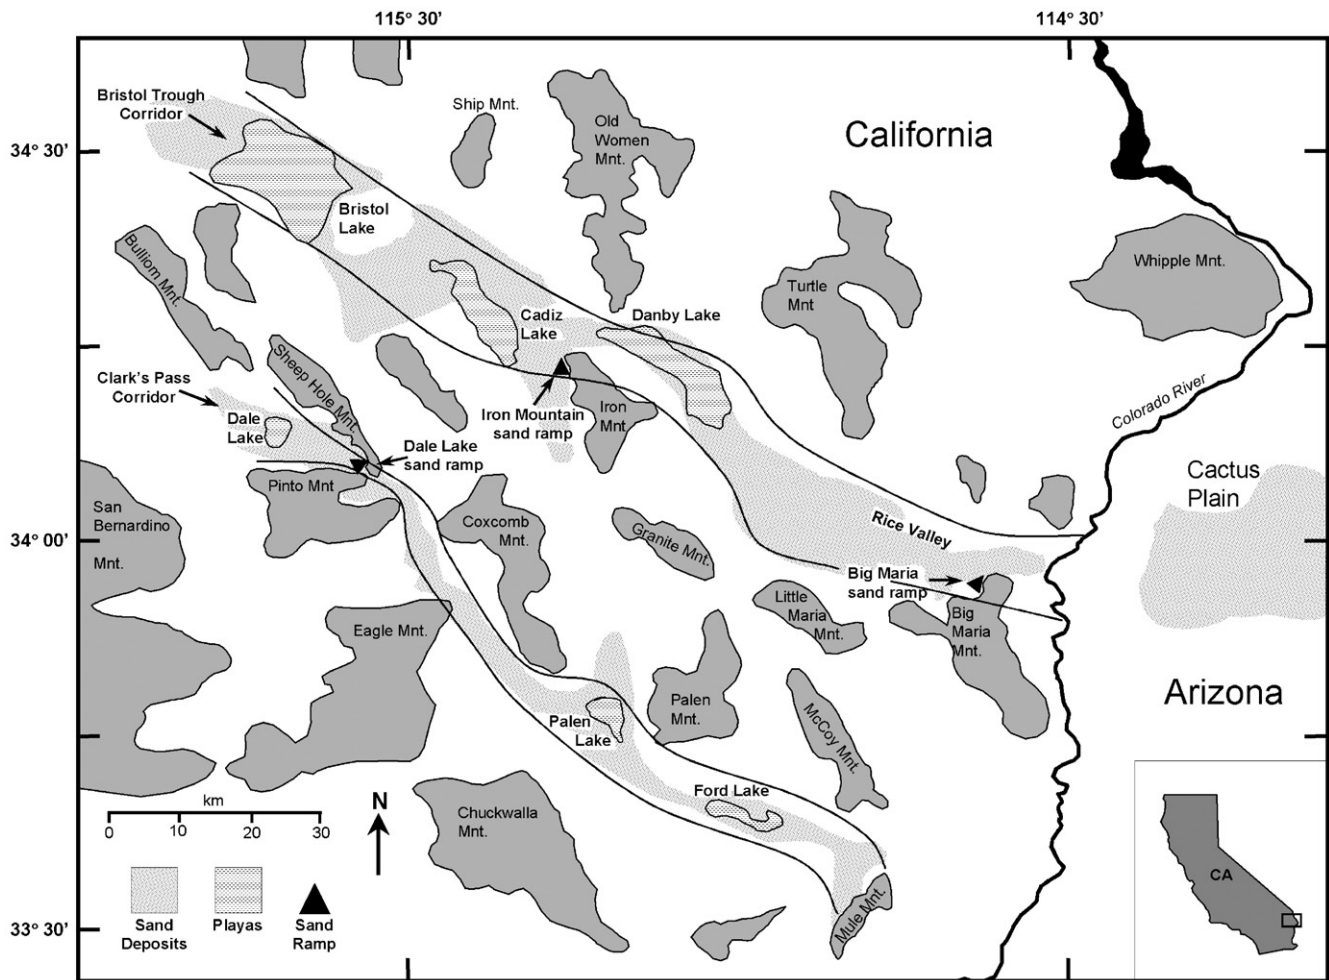 115° 30'
114° 30'
Bristol Trough
Corridor
Ship Mnt.
Old
Women
Mnt.
California
34° 30'
Bristol
Lake
Bulliom Mnt.
Whipple Mnt.
Turtle
Mnt
Cadiz
Lake
Danby Lake
Sheep Hole Mnt.
Clark's Pass
Corridor
Dale
Lake
Iron Mountain
sand ramp
Iron
Mnt
Colorado River
Dale Lake
sand ramp
Pinto Mnt
Cactus
Plain
San
Bernardino
Mnt.
Coxcomb
Mnt.
Granite Mnt.
Rice Valley
34° 00'
Big Maria
sand ramp
Little
Maria
Mnt.
Big
Maria
Mnt.
Eagle Mnt.
Arizona
Palen
Mnt.
Palen
Lake
McCoy Mnt.
Ford Lake
km
0 10 20 30
N
Chuckwalla
Mnt.
CA
Mule Mnt.
Sand
Deposits
Playas
Sand
Ramp
33° 30'